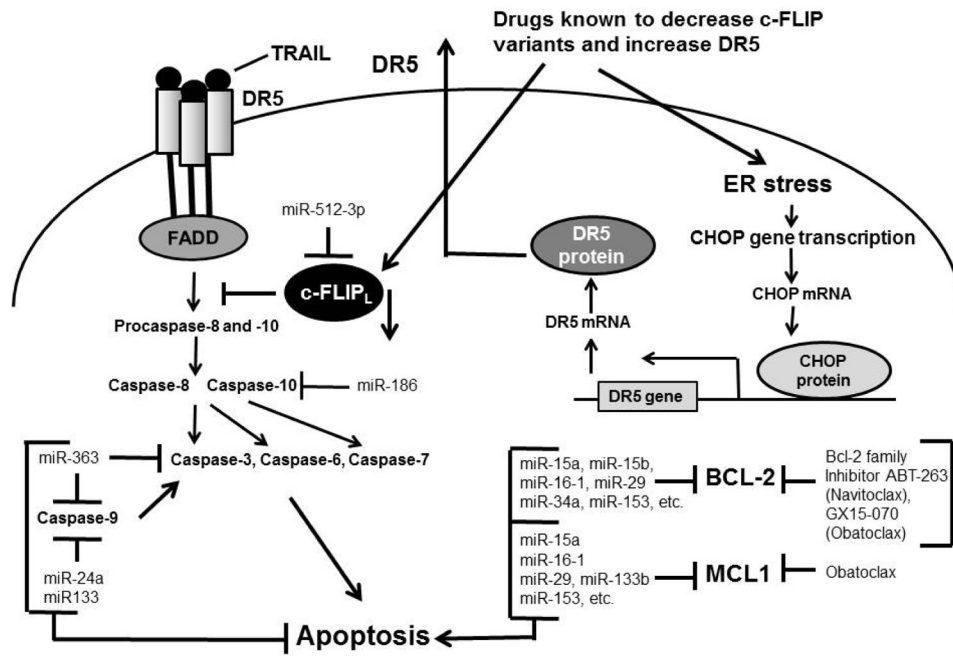 Drugs known to decrease c-FLIP
variants and increase DR5
TRAIL
DR5
DR5
ER stress
miR-512-3p
FADD
DR5
protein
CHOP gene transcription
c-FLIPL
CHOP mRNA
Procaspase-8 and -10
DR5 mRNA
CHOP
protein
Caspase-8
Caspase-10
miR-186
DR5 gene
miR-363
Caspase-3, Caspase-6, Caspase-7
Caspase-9
miR-24a
miR133
miR-15a, miR-15b,
miR-16-1, miR-29
miR-34a, miR-153, etc.
BCL-2
Bcl-2 family
Inhibitor ABT-263
(Navitoclax),
GX15-070
(Obatoclax)
miR-15a
miR-16-1
miR-29, miR-133b
miR-153, etc.
MCL1
Obatoclax
Apoptosis